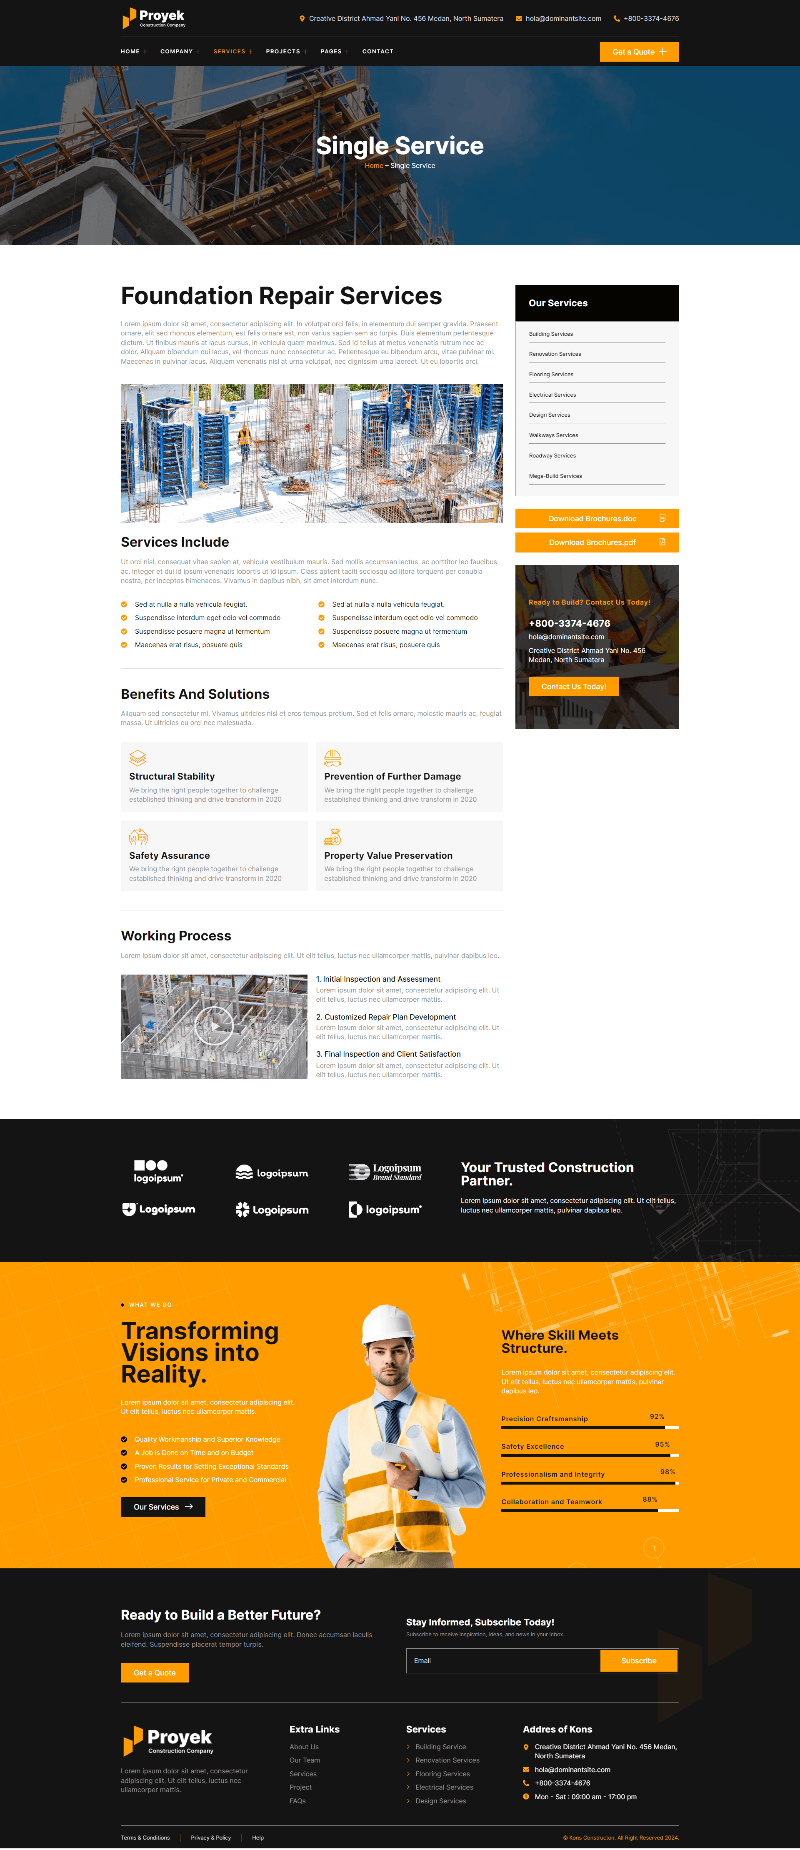 Proyek
Construction Company
Creative District Ahmad Yani No. 456 Medan, North Sumatera
hola@dominantsite.com
+800-3374-4676
HOME
COMPANY
SERVICES
PROJECTS
PAGES
CONTACT
Get a Quote
Single Service
Home – Single Service
Foundation Repair Services
Lorem ipsum dolor sit amet, consectetur adipiscing elit. In volutpat orci felis, in elementum dui semper gravida. Praesent
ornare, elit sed rhoncus elementum, est felis ornare est, non varius sapien sem ac turpis. Duis elementum pellentesque
dictum. Ut finibus mauris at lacus cursus, in vehicula quam maximus. Sed id tellus at metus venenatis rutrum nec ac
dolor. Aliquam bibendum dui lacus, vel rhoncus nunc consectetur ac. Pellentesque eu bibendum arcu, vitae pulvinar mi.
Maecenas in pulvinar lacus. Aliquam venenatis nisl at urna volutpat, nec dignissim urna laoreet. Ut eu lobortis orci.
Services Include
Ut orci nisl, consequat vitae sapien at, vehicula vestibulum mauris. Sed mollis accumsan lectus, ac porttitor leo faucibus
ac. Integer et dui id ipsum venenatis lobortis ut id ipsum. Class aptent taciti sociosqu ad litora torquent per conubia
nostra, per inceptos himenaeos. Vivamus in dapibus nibh, sit amet interdum nunc.
Sed at nulla a nulla vehicula feugiat.
Suspendisse interdum eget odio vel commodo
Suspendisse posuere magna ut fermentum
Maecenas erat risus, posuere quis
Sed at nulla a nulla vehicula feugiat.
Suspendisse interdum eget odio vel commodo
Suspendisse posuere magna ut fermentum
Maecenas erat risus, posuere quis
Benefits And Solutions
Aliquam sed consectetur mi. Vivamus ultricies nisl et eros tempus pretium. Sed et felis ornare, molestie mauris ac, feugiat
massa. Ut ultricies eu orci nec malesuada.
Structural Stability
We bring the right people together to challenge
established thinking and drive transform in 2020
Prevention of Further Damage
We bring the right people together to challenge
established thinking and drive transform in 2020
Safety Assurance
We bring the right people together to challenge
established thinking and drive transform in 2020
Property Value Preservation
We bring the right people together to challenge
established thinking and drive transform in 2020
Working Process
Lorem ipsum dolor sit amet, consectetur adipiscing elit. Ut elit tellus, luctus nec ullamcorper mattis, pulvinar dapibus leo.
1. Initial Inspection and Assessment
Lorem ipsum dolor sit amet, consectetur adipiscing elit. Ut elit tellus, luctus nec ullamcorper mattis.
2. Customized Repair Plan Development
Lorem ipsum dolor sit amet, consectetur adipiscing elit. Ut elit tellus, luctus nec ullamcorper mattis.
3. Final Inspection and Client Satisfaction
Lorem ipsum dolor sit amet, consectetur adipiscing elit. Ut elit tellus, luctus nec ullamcorper mattis.
Our Services
Building Services
Renovation Services
Flooring Services
Electrical Services
Design Services
Walkways Services
Roadway Services
Mega-Build Services
Download Brochures.doc
Download Brochures.pdf
Ready to Build? Contact Us Today!
+800-3374-4676
hola@dominantsite.com
Creative District Ahmad Yani No. 456
Medan, North Sumatera
Contact Us Today!
logoipsum
logoipsum
Logoipsum
Brand Standard
Logoipsum
Logoipsum
logoipsum
Your Trusted Construction
Partner.
Lorem ipsum dolor sit amet, consectetur adipiscing elit. Ut elit tellus,
luctus nec ullamcorper mattis, pulvinar dapibus leo.
WHAT WE DO
Transforming
Visions into
Reality.
Lorem ipsum dolor sit amet, consectetur adipiscing elit.
Ut elit tellus, luctus nec ullamcorper mattis.
Quality Workmanship and Superior Knowledge
A Job is Done on Time and on Budget
Proven Results for Setting Exceptional Standards
Professional Service for Private and Commercial
Our Services
Where Skill Meets
Structure.
Lorem ipsum dolor sit amet, consectetur adipiscing elit.
Ut elit tellus, luctus nec ullamcorper mattis, pulvinar
dapibus leo.
Precision Craftsmanship 92%
Safety Excellence 95%
Professionalism and Integrity 98%
Collaboration and Teamwork 88%
Ready to Build a Better Future?
Lorem ipsum dolor sit amet, consectetur adipiscing elit. Donec accumsan iaculis
eleifend. Suspendisse placerat tempor turpis.
Get a Quote
Stay Informed, Subscribe Today!
Subscribe to receive inspiration, ideas, and news in your inbox.
Email
Subscribe
Proyek
Construction Company
Lorem ipsum dolor sit amet, consectetur
adipiscing elit. Ut elit tellus, luctus nec
ullamcorper mattis.
Extra Links
About Us
Our Team
Services
Project
FAQs
Services
Building Service
Renovation Services
Flooring Services
Electrical Services
Design Services
Addres of Kons
Creative District Ahmad Yani No. 456 Medan,
North Sumatera
hola@dominantsite.com
+800-3374-4676
Mon - Sat : 09:00 am - 17:00 pm
Terms & Conditions
Privacy & Policy
Help
© Kons Constructon. All Right Reserved 2024.